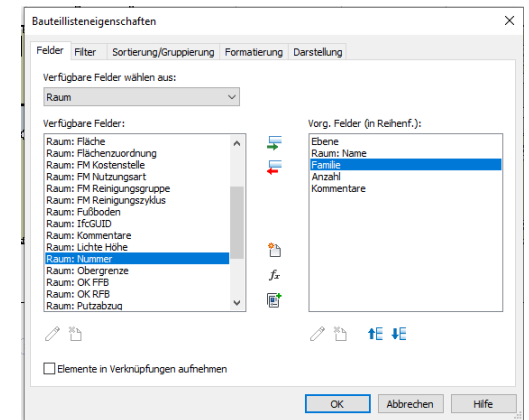 Bauteillisteneigenschaften
Felder Filter Sortierung/Gruppierung Formatierung Darstellung
Verfügbare Felder wählen aus:
Raum
Verfügbare Felder: Vorg. Felder (in Reihenf.):
Raum: Fläche
Raum: Flächenzuordnung
Raum: FM Kostenstelle
Raum: FM Nutzungsart
Raum: FM Reinigungsgruppe
Raum: FM Reinigungszyklus
Raum: Fußboden
Raum: IfcGUID
Raum: Kommentare
Raum: Lichte Höhe
Raum: Nummer
Raum: Obergrenze
Raum: OK FFB
Raum: OK RFB
Raum: Putzabzug
Ebene
Raum: Name
Familie
Anzahl
Kommentare
fx
Elemente in Verknüpfungen aufnehmen
OK Abbrechen Hilfe